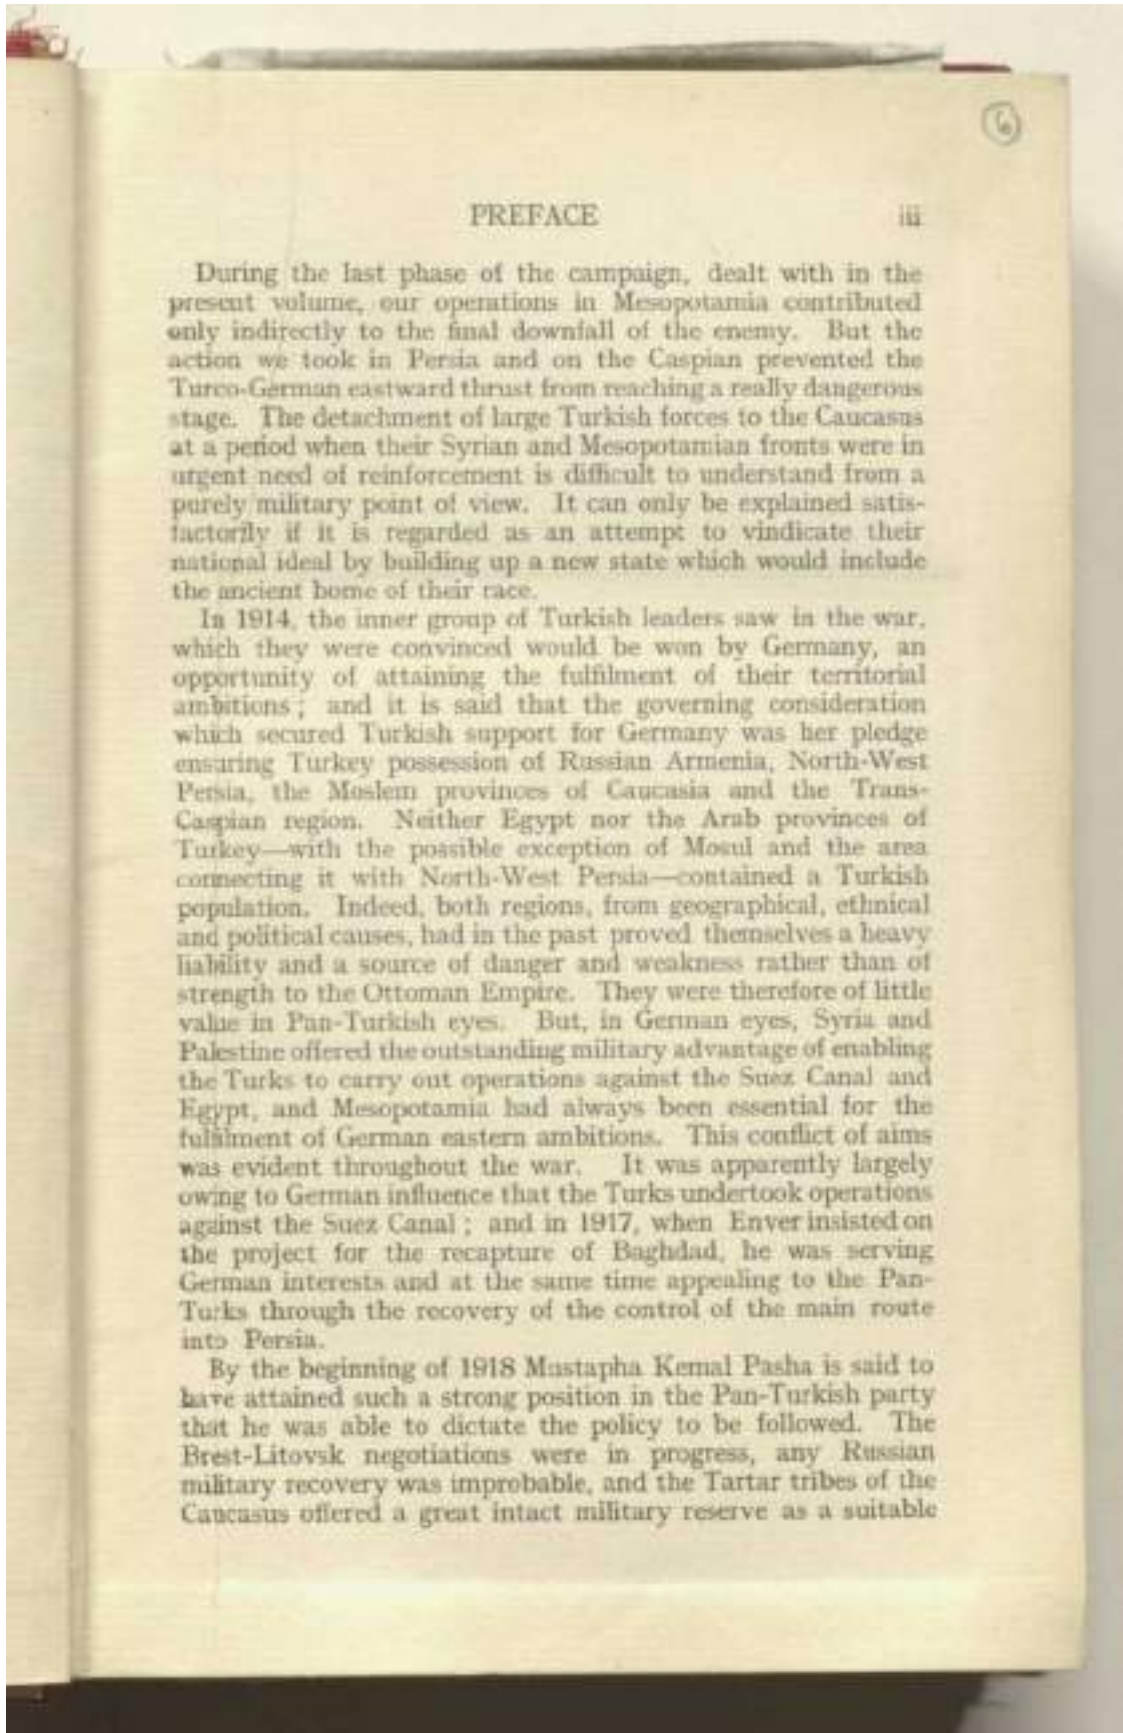 6
PREFACE iii
During the last phase of the campaign, dealt with in the
present volume, our operations in Mesopotamia contributed
only indirectly to the final downfall of the enemy. But the
action we took in Persia and on the Caspian prevented the
Turco-German eastward thrust from reaching a really dangerous
stage. The detachment of large Turkish forces to the Caucasus
at a period when their Syrian and Mesopotamian fronts were in
urgent need of reinforcement is difficult to understand from a
purely military point of view. It can only be explained satis-
factorily if it is regarded as an attempt to vindicate their
national ideal by building up a new state which would include
the ancient home of their race.
In 1914, the inner group of Turkish leaders saw in the war,
which they were convinced would be won by Germany, an
opportunity of attaining the fulfilment of their territorial
ambitions; and it is said that the governing consideration
which secured Turkish support for Germany was her pledge
ensuring Turkey possession of Russian Armenia, North-West
Persia, the Moslem provinces of Caucasia and the Trans-
Caspian region. Neither Egypt nor the Arab provinces of
Turkey—with the possible exception of Mosul and the area
connecting it with North-West Persia—contained a Turkish
population. Indeed, both regions, from geographical, ethnical
and political causes, had in the past proved themselves a heavy
liability and a source of danger and weakness rather than of
strength to the Ottoman Empire. They were therefore of little
value in Pan-Turkish eyes. But, in German eyes, Syria and
Palestine offered the outstanding military advantage of enabling
the Turks to carry out operations against the Suez Canal and
Egypt, and Mesopotamia had always been essential for the
fulfilment of German eastern ambitions. This conflict of aims
was evident throughout the war. It was apparently largely
owing to German influence that the Turks undertook operations
against the Suez Canal; and in 1917, when Enver insisted on
the project for the recapture of Baghdad, he was serving
German interests and at the same time appealing to the Pan-
Turks through the recovery of the control of the main route
into Persia.
By the beginning of 1918 Mustapha Kemal Pasha is said to
have attained such a strong position in the Pan-Turkish party
that he was able to dictate the policy to be followed. The
Brest-Litovsk negotiations were in progress, any Russian
military recovery was improbable, and the Tartar tribes of the
Caucasus offered a great intact military reserve as a suitable